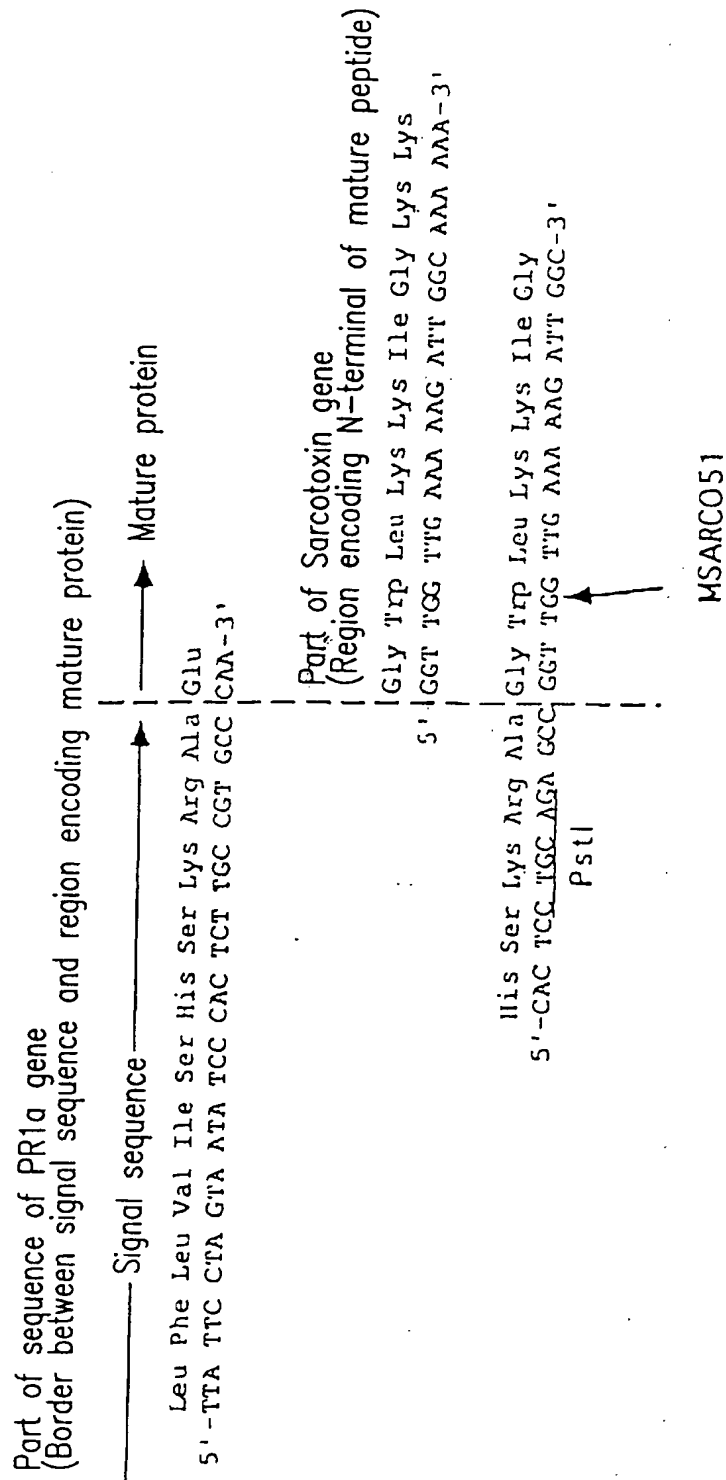 Part of sequence of PR1a gene
(Border between signal sequence and region encoding mature protein)
Signal sequence
Mature protein
Leu Phe Leu Val Ile Ser His Ser Lys Arg Ala Glu
5'-TTA TTC CTA GTA ATA TCC CAC TCT TGC CGT GCC CAA-3'
Part of Sarcotoxin gene
(Region encoding N-terminal of mature peptide)
Gly Trp Leu Lys Lys Ile Gly Lys Lys
5'-GGT TGG TTG AAA AAG ATT GGC AAA AAA-3'
His Ser Lys Arg Ala Gly Trp Leu Lys Lys Ile Gly
5'-CAC TCC TGC AGA GCC GGT TGG TTG AAA AAG ATT GGC-3'
PstI
MSARCO51